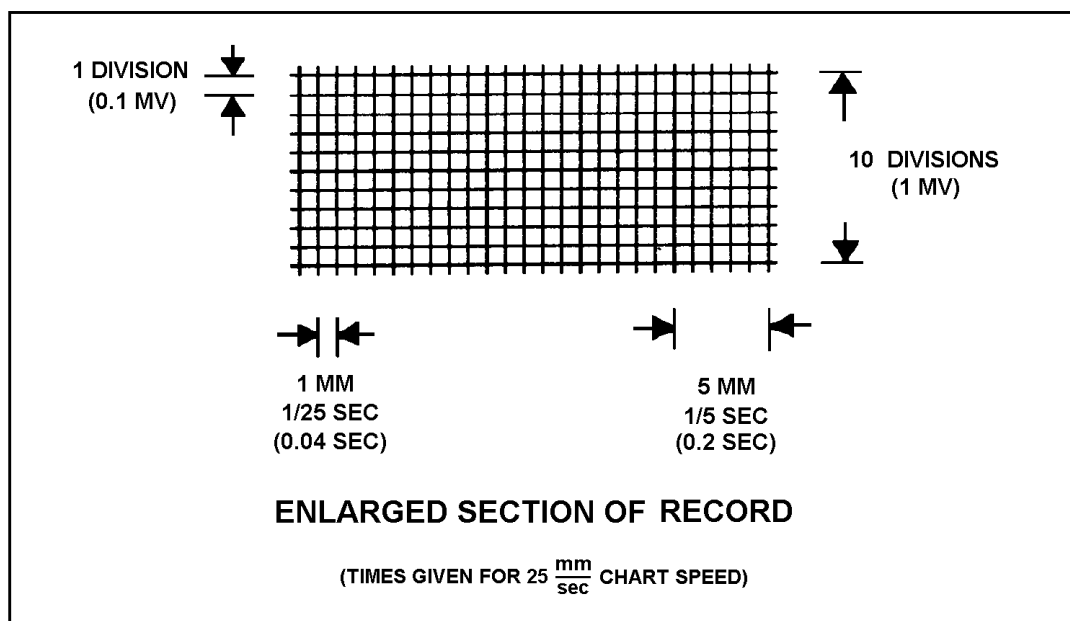 1 DIVISION
(0.1 MV)
10 DIVISIONS
(1 MV)
1 MM
1/25 SEC
(0.04 SEC)
5 MM
1/5 SEC
(0.2 SEC)
ENLARGED SECTION OF RECORD
(TIMES GIVEN FOR 25 mm/sec CHART SPEED)